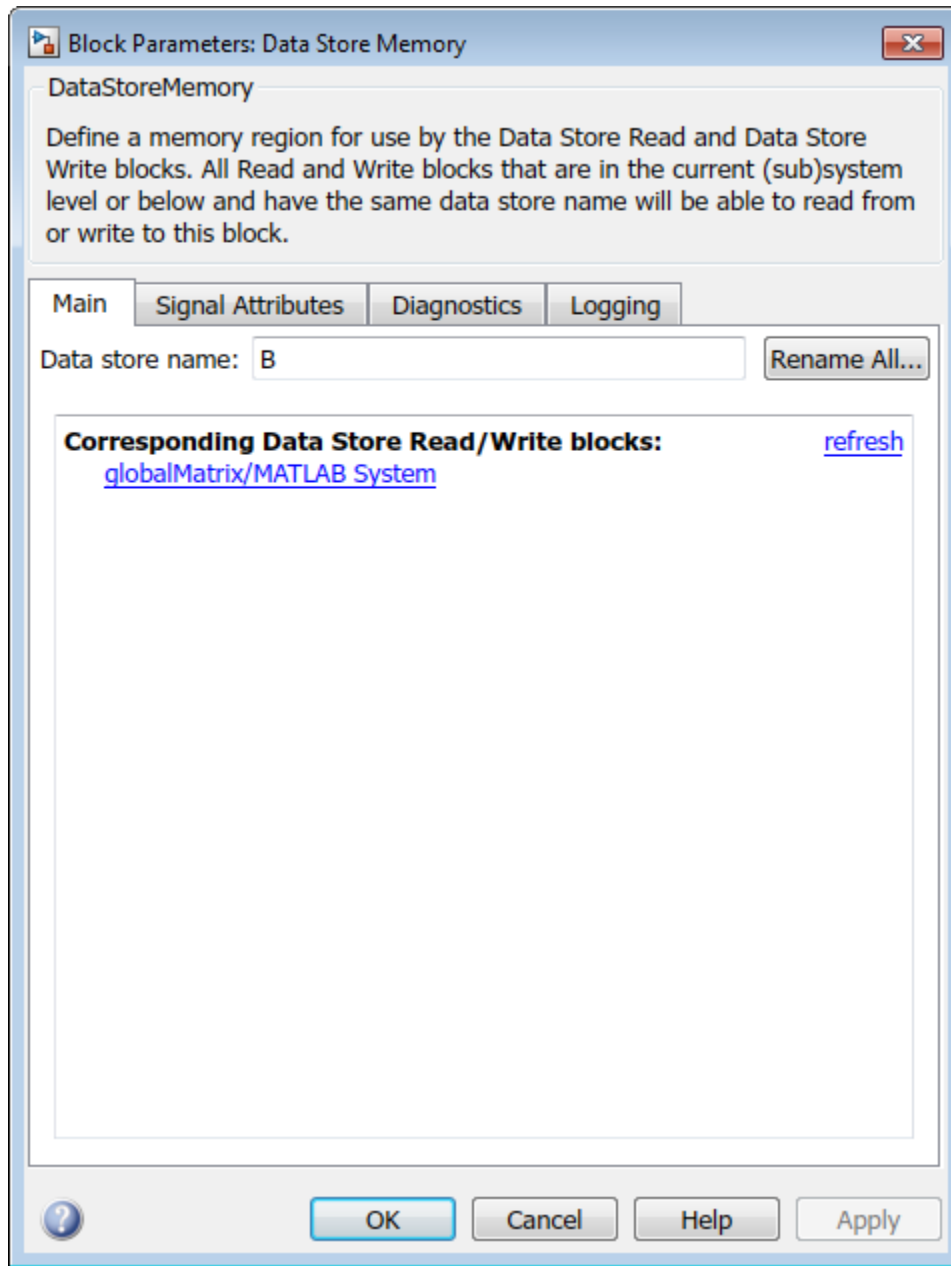 Block Parameters: Data Store Memory
DataStoreMemory
Define a memory region for use by the Data Store Read and Data Store
Write blocks. All Read and Write blocks that are in the current (sub)system
level or below and have the same data store name will be able to read from
or write to this block.
Main Signal Attributes Diagnostics Logging
Data store name: B Rename All...
Corresponding Data Store Read/Write blocks: refresh
globalMatrix/MATLAB System
OK Cancel Help Apply